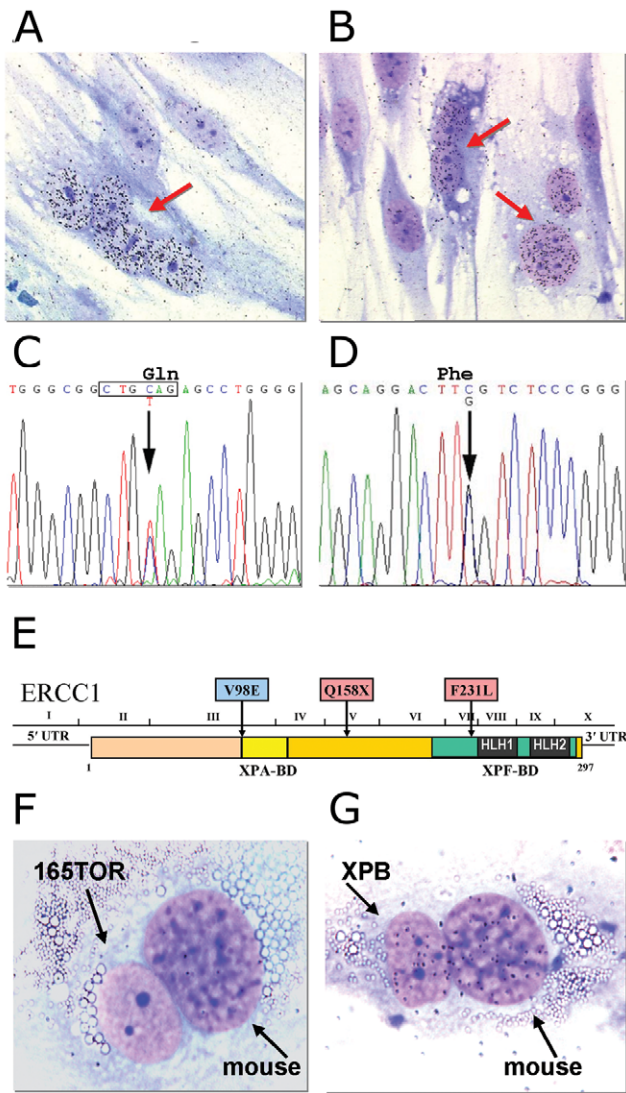 A
B
C
D
Gln
TGGGCGGCTGCAGAGCCTGGGG
T
Phe
AGCAGGACTTCGTCTCCCGGG
G
E
ERCC1
V98E
Q158X
F231L
I II III IV V VI VII VIII IX X
5′ UTR
HLH1
HLH2
3′ UTR
1
XPA-BD
XPF-BD
297
F
G
165TOR
XPB
mouse
mouse